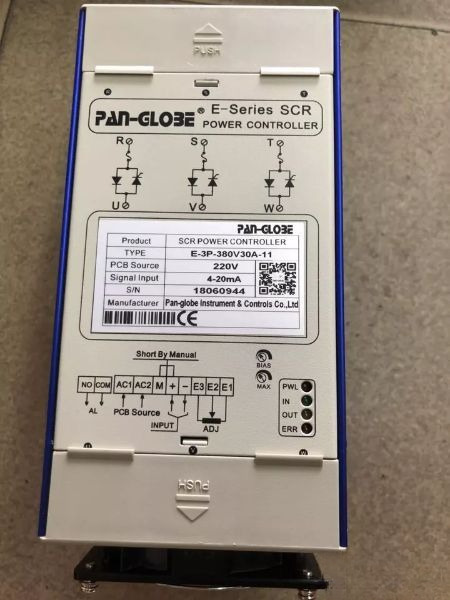 PUSH
R S T
PAN-GLOBE ® E-Series SCR
POWER CONTROLLER
R S T
U V W
PAN-GLOBE
Product SCR POWER CONTROLLER
TYPE E-3P-380V30A-11
PCB Source 220V
Signal Input 4-20mA
S/N 18060944
Manufacturer Pan-globe Instrument & Controls Co.,Ltd
CE
Short By Manual
BIAS
MAX
NO COM AC1 AC2 M + - E3 E2 E1
AL PCB Source INPUT ADJ
PWL
IN
OUT
ERR
U V W
PUSH